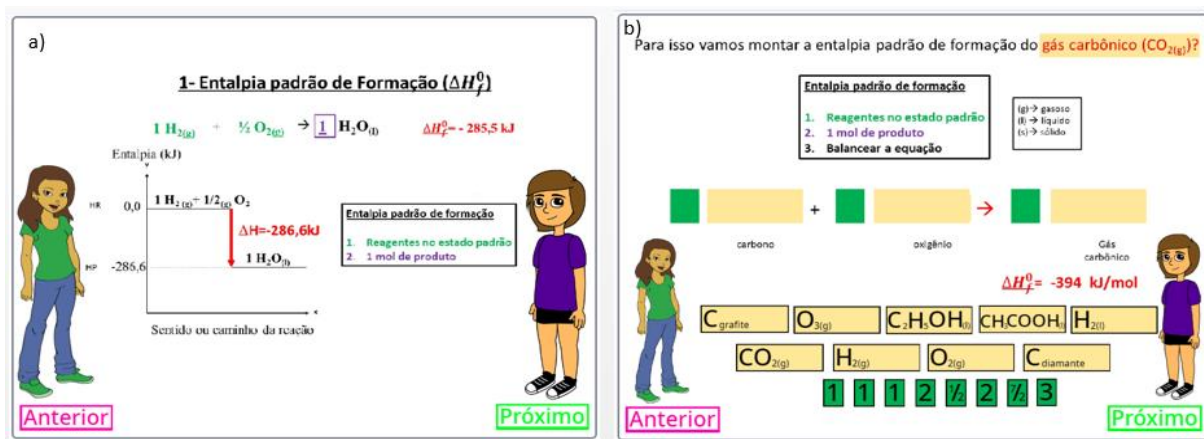 a)
1- Entalpia padrão de Formação (ΔH⁰f)
1 H2(g) + ½ O2(g) → 1 H2O(l) ΔH⁰f= - 285,5 kJ
Entalpia (kJ)
HR 0,0 1 H2 (g) + 1/2(g) O2
ΔH=-286,6kJ
HP -286,6 1 H2O(l)
Sentido ou caminho da reação
Entalpia padrão de formação
1. Reagentes no estado padrão
2. 1 mol de produto
Anterior
Próximo
b)
Para isso vamos montar a entalpia padrão de formação do gás carbônico (CO2(g))?
Entalpia padrão de formação
1. Reagentes no estado padrão
2. 1 mol de produto
3. Balancear a equação
(g)→ gasoso
(l) → líquido
(s)→ sólido
+ →
carbono oxigênio Gás
carbônico
ΔH⁰f= -394 kJ/mol
C grafite O3(g) C2H5OH(l) CH3COOH(l) H2(l)
CO2(g) H2(g) O2(g) C diamante
1 1 1 2 ½ 2 ⁷⁄₂ 3
Anterior
Próximo